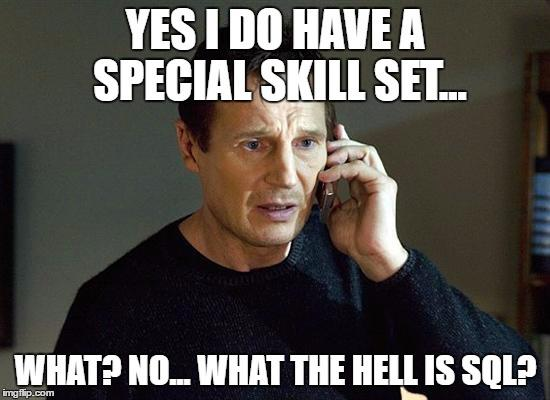 YES I DO HAVE A
SPECIAL SKILL SET...
WHAT? NO... WHAT THE HELL IS SQL?
imgflip.com